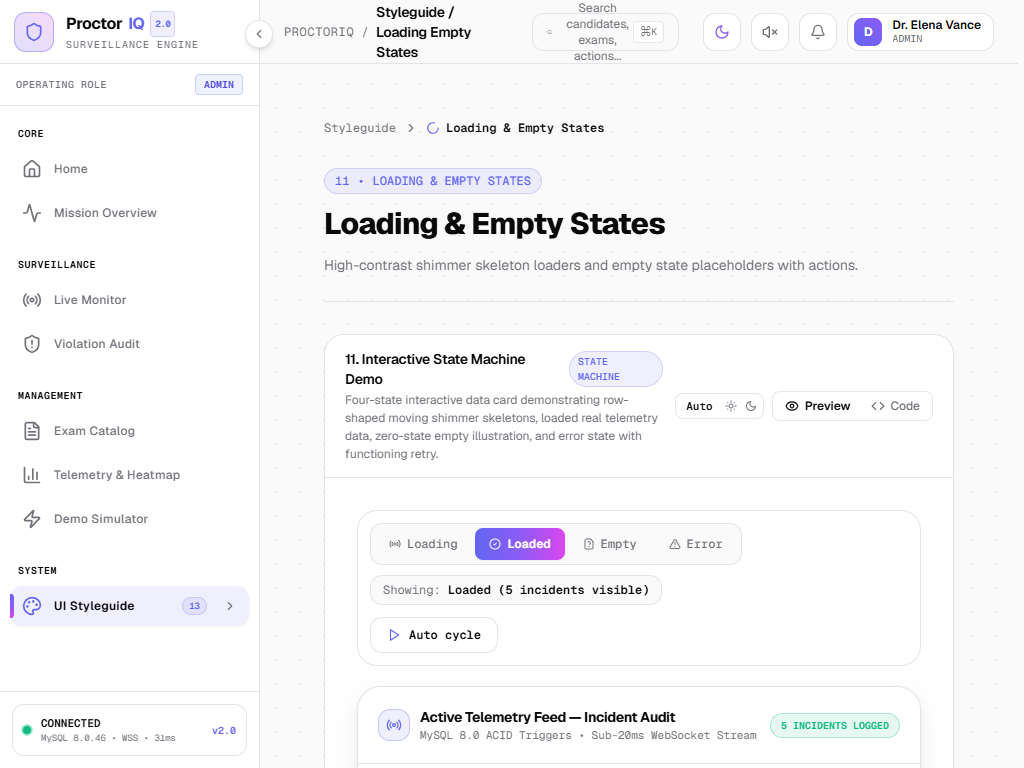 Proctor IQ 2.0
SURVEILLANCE ENGINE
OPERATING ROLE ADMIN
CORE
Home
Mission Overview
SURVEILLANCE
Live Monitor
Violation Audit
MANAGEMENT
Exam Catalog
Telemetry & Heatmap
Demo Simulator
SYSTEM
UI Styleguide 13
CONNECTED
MySQL 8.0.46 • WSS • 31ms
v2.0
PROCTORIQ /
Styleguide /
Loading Empty
States
Search
candidates,
exams,
actions…
⌘K
D
Dr. Elena Vance
ADMIN
Styleguide Loading & Empty States
11 • LOADING & EMPTY STATES
Loading & Empty States
High-contrast shimmer skeleton loaders and empty state placeholders with actions.
11. Interactive State Machine
Demo
STATE
MACHINE
Four-state interactive data card demonstrating row-
shaped moving shimmer skeletons, loaded real telemetry
data, zero-state empty illustration, and error state with
functioning retry.
Auto
Preview
Code
Loading Loaded Empty Error
Showing: Loaded (5 incidents visible)
Auto cycle
Active Telemetry Feed — Incident Audit
MySQL 8.0 ACID Triggers • Sub-20ms WebSocket Stream
5 INCIDENTS LOGGED